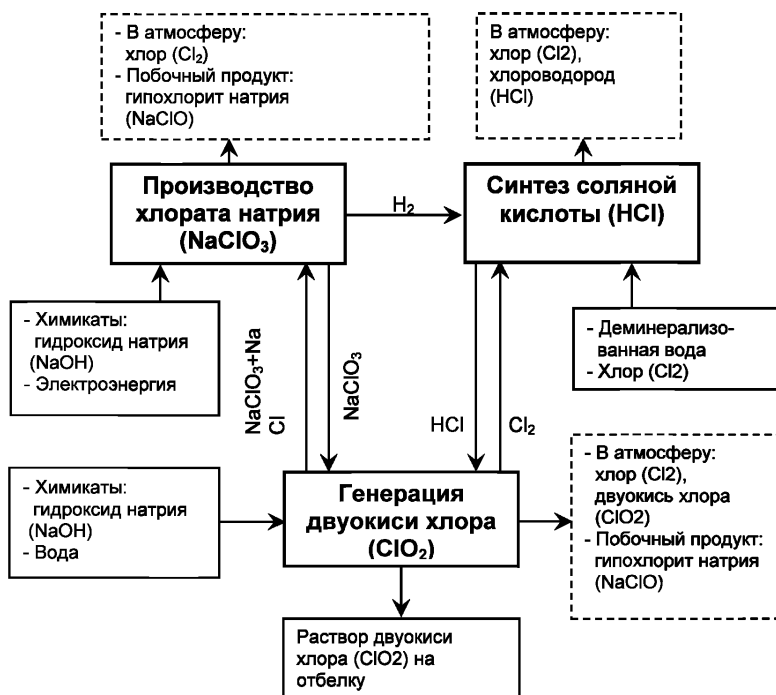 - В атмосферу:
хлор (Cl₂)
- Побочный продукт:
гипохлорит натрия
(NaClO)
В атмосферу:
хлор (Cl2),
хлороводород
(HCl)
Производство
хлората натрия
(NaClO₃)
H₂
Синтез соляной
кислоты (HCl)
- Химикаты:
гидроксид натрия
(NaOH)
- Электроэнергия
NaClO₃+Na
Cl
NaClO₃
HCl
Cl₂
- Деминерализо-
ванная вода
- Хлор (Cl2)
- Химикаты:
гидроксид натрия
(NaOH)
- Вода
Генерация
двуокиси хлора
(ClO₂)
- В атмосферу:
хлор (Cl2),
двуокись хлора
(ClO2)
- Побочный продукт:
гипохлорит натрия
(NaClO)
Раствор двуокиси
хлора (ClO2) на
отбелку